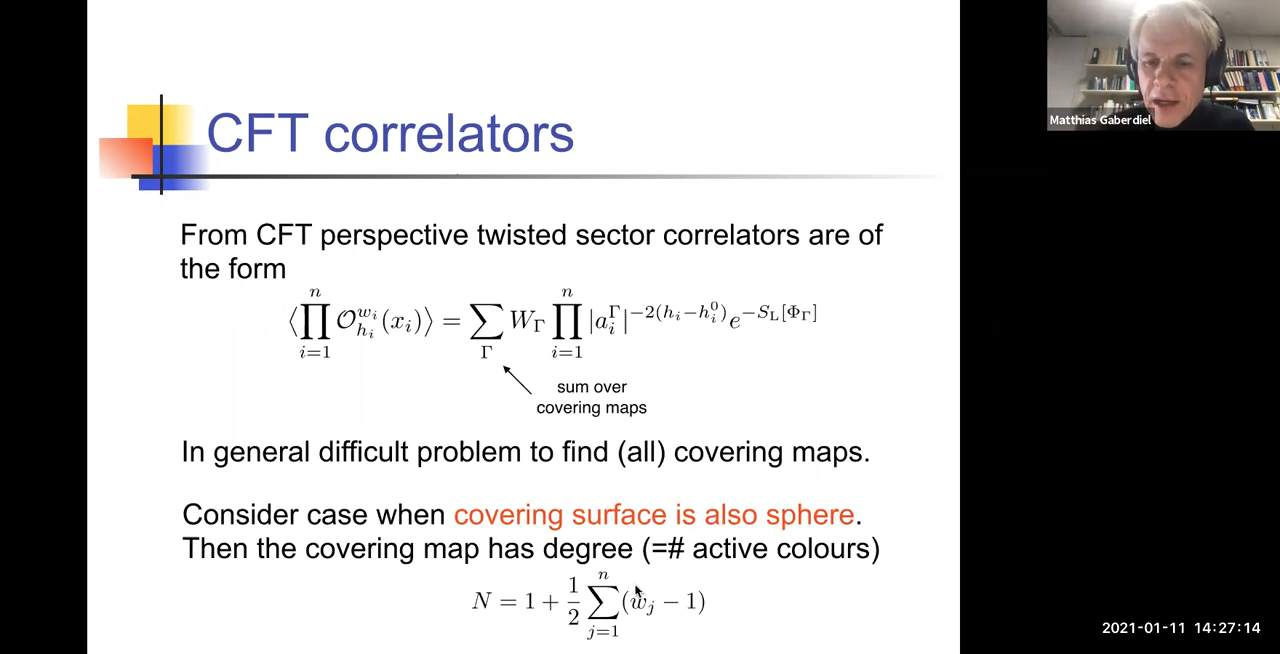 CFT correlators
Matthias Gaberdiel
From CFT perspective twisted sector correlators are of
the form
⟨∏_{i=1}^{n} 𝒪_{h_i}^{w_i}(x_i)⟩ = ∑_Γ W_Γ ∏_{i=1}^{n} |a_i^Γ|^{-2(h_i-h_i^0)} e^{-S_L[Φ_Γ]}
sum over
covering maps
In general difficult problem to find (all) covering maps.
Consider case when covering surface is also sphere.
Then the covering map has degree (=# active colours)
N = 1 + \frac{1}{2} ∑_{j=1}^{n} (w_j − 1)
2021-01-11 14:27:14